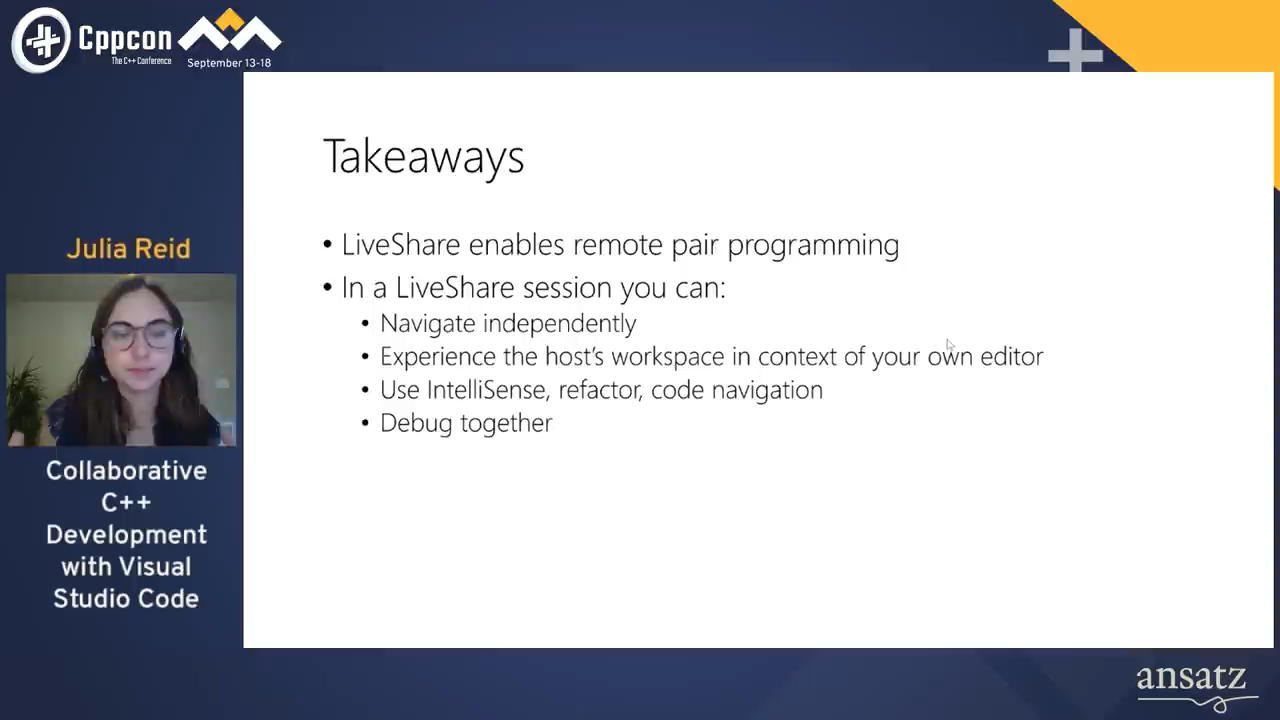 Cppcon
The C++ Conference
September 13-18
Julia Reid
Collaborative
C++
Development
with Visual
Studio Code
Takeaways
• LiveShare enables remote pair programming
• In a LiveShare session you can:
• Navigate independently
• Experience the host's workspace in context of your own editor
• Use IntelliSense, refactor, code navigation
• Debug together
ansatz